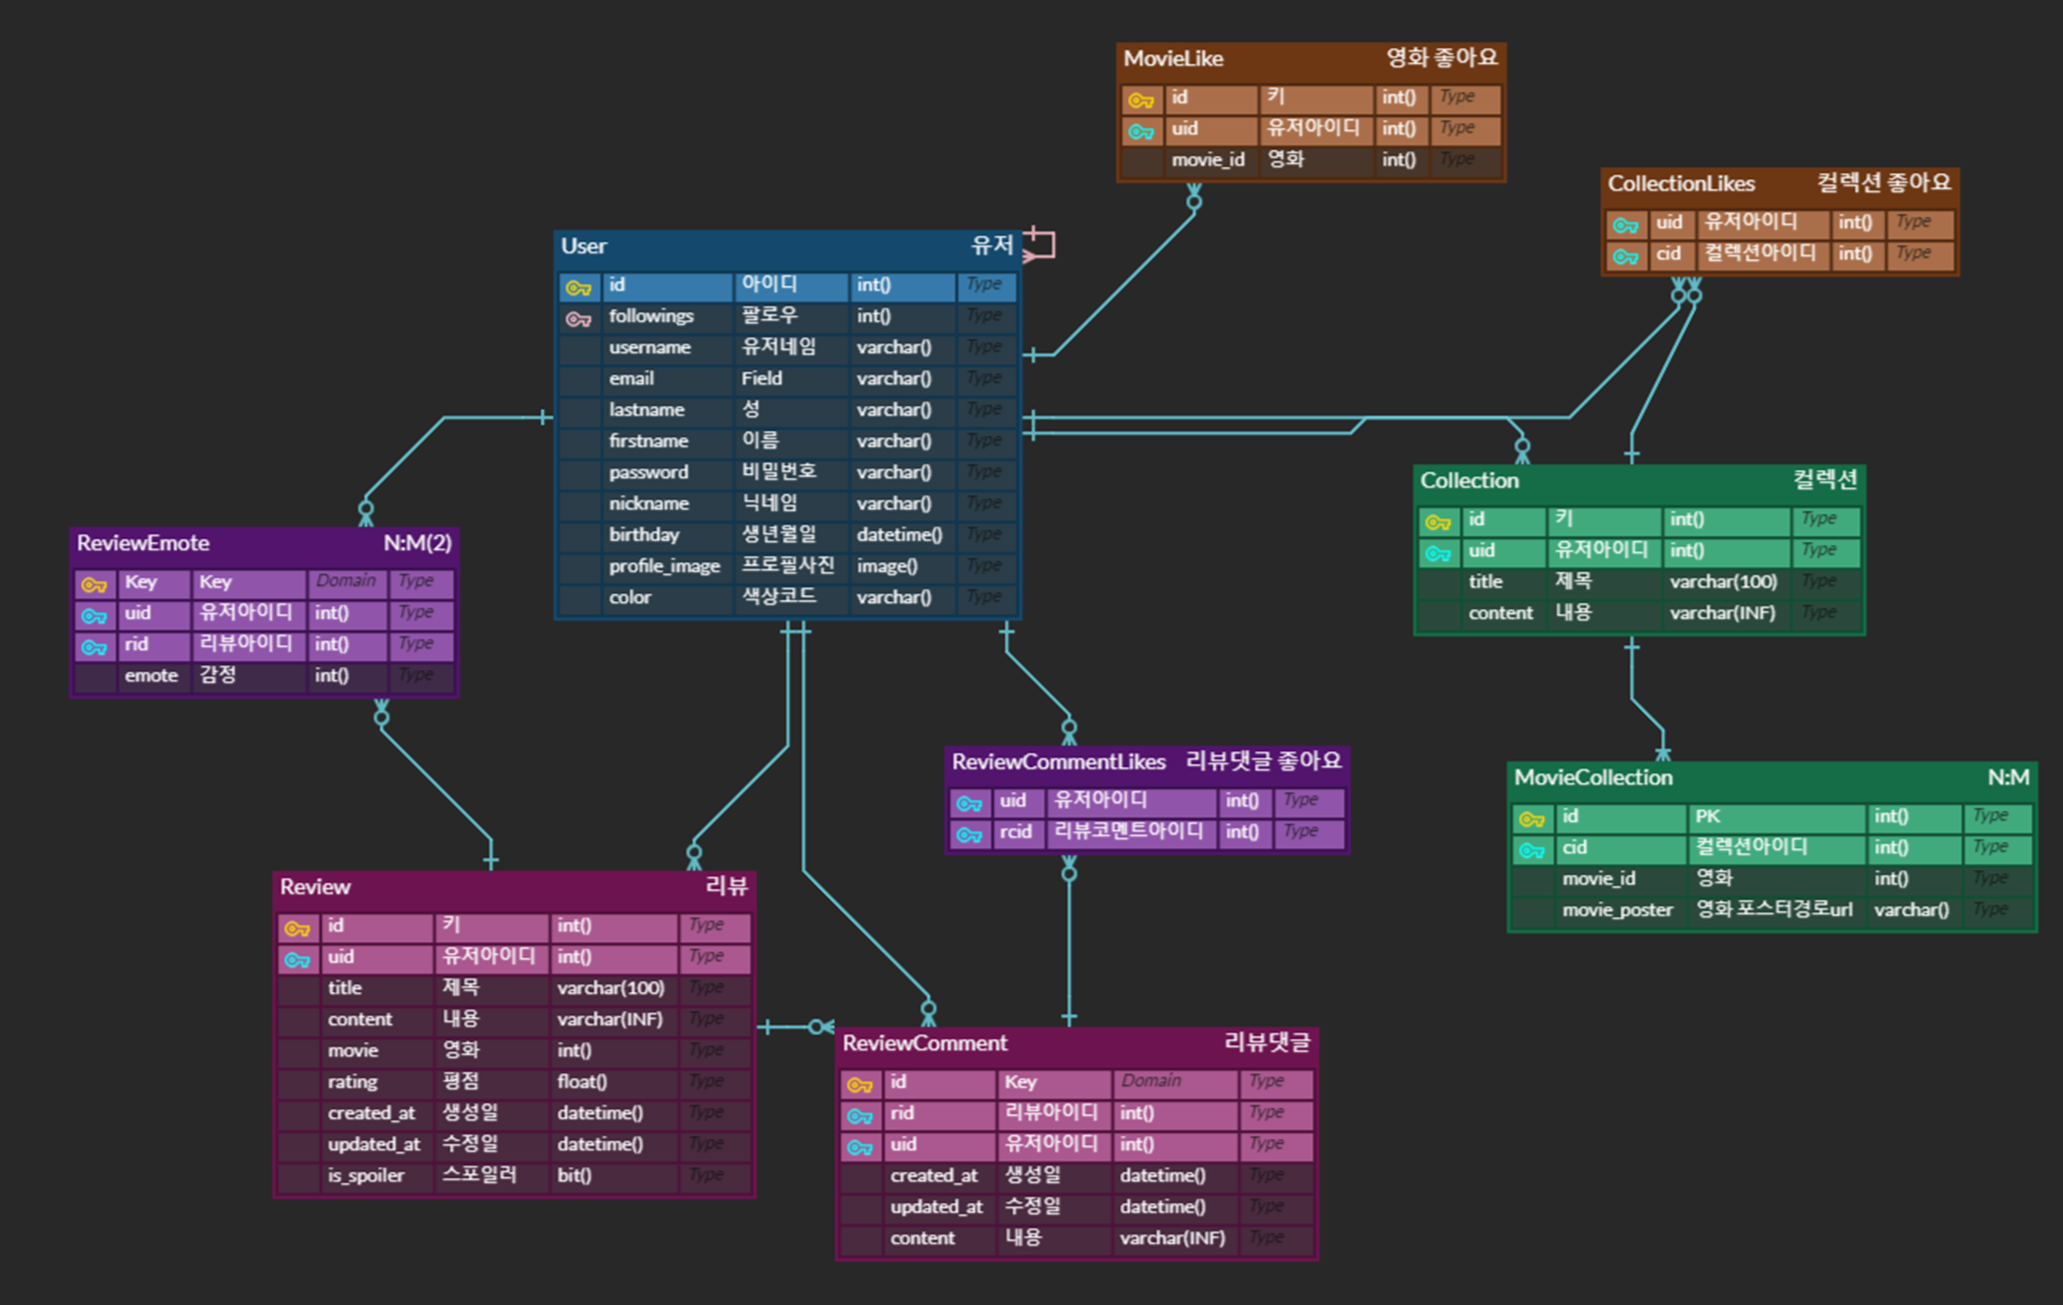 MovieLike 영화 좋아요
id 키 int() Type
uid 유저아이디 int() Type
movie_id 영화 int() Type
CollectionLikes 컬렉션 좋아요
uid 유저아이디 int() Type
cid 컬렉션아이디 int() Type
User 유저
id 아이디 int() Type
followings 팔로우 int() Type
username 유저네임 varchar() Type
email Field varchar() Type
lastname 성 varchar() Type
firstname 이름 varchar() Type
password 비밀번호 varchar() Type
nickname 닉네임 varchar() Type
birthday 생년월일 datetime() Type
profile_image 프로필사진 image() Type
color 색상코드 varchar() Type
Collection 컬렉션
id 키 int() Type
uid 유저아이디 int() Type
title 제목 varchar(100) Type
content 내용 varchar(INF) Type
ReviewEmote N:M(2)
Key Key Domain Type
uid 유저아이디 int() Type
rid 리뷰아이디 int() Type
emote 감정 int() Type
ReviewCommentLikes 리뷰댓글 좋아요
uid 유저아이디 int() Type
rcid 리뷰코멘트아이디 int() Type
MovieCollection N:M
id PK int() Type
cid 컬렉션아이디 int() Type
movie_id 영화 int() Type
movie_poster 영화 포스터경로url varchar() Type
Review 리뷰
id 키 int() Type
uid 유저아이디 int() Type
title 제목 varchar(100) Type
content 내용 varchar(INF) Type
movie 영화 int() Type
rating 평점 float() Type
created_at 생성일 datetime() Type
updated_at 수정일 datetime() Type
is_spoiler 스포일러 bit() Type
ReviewComment 리뷰댓글
id Key Domain Type
rid 리뷰아이디 int() Type
uid 유저아이디 int() Type
created_at 생성일 datetime() Type
updated_at 수정일 datetime() Type
content 내용 varchar(INF) Type